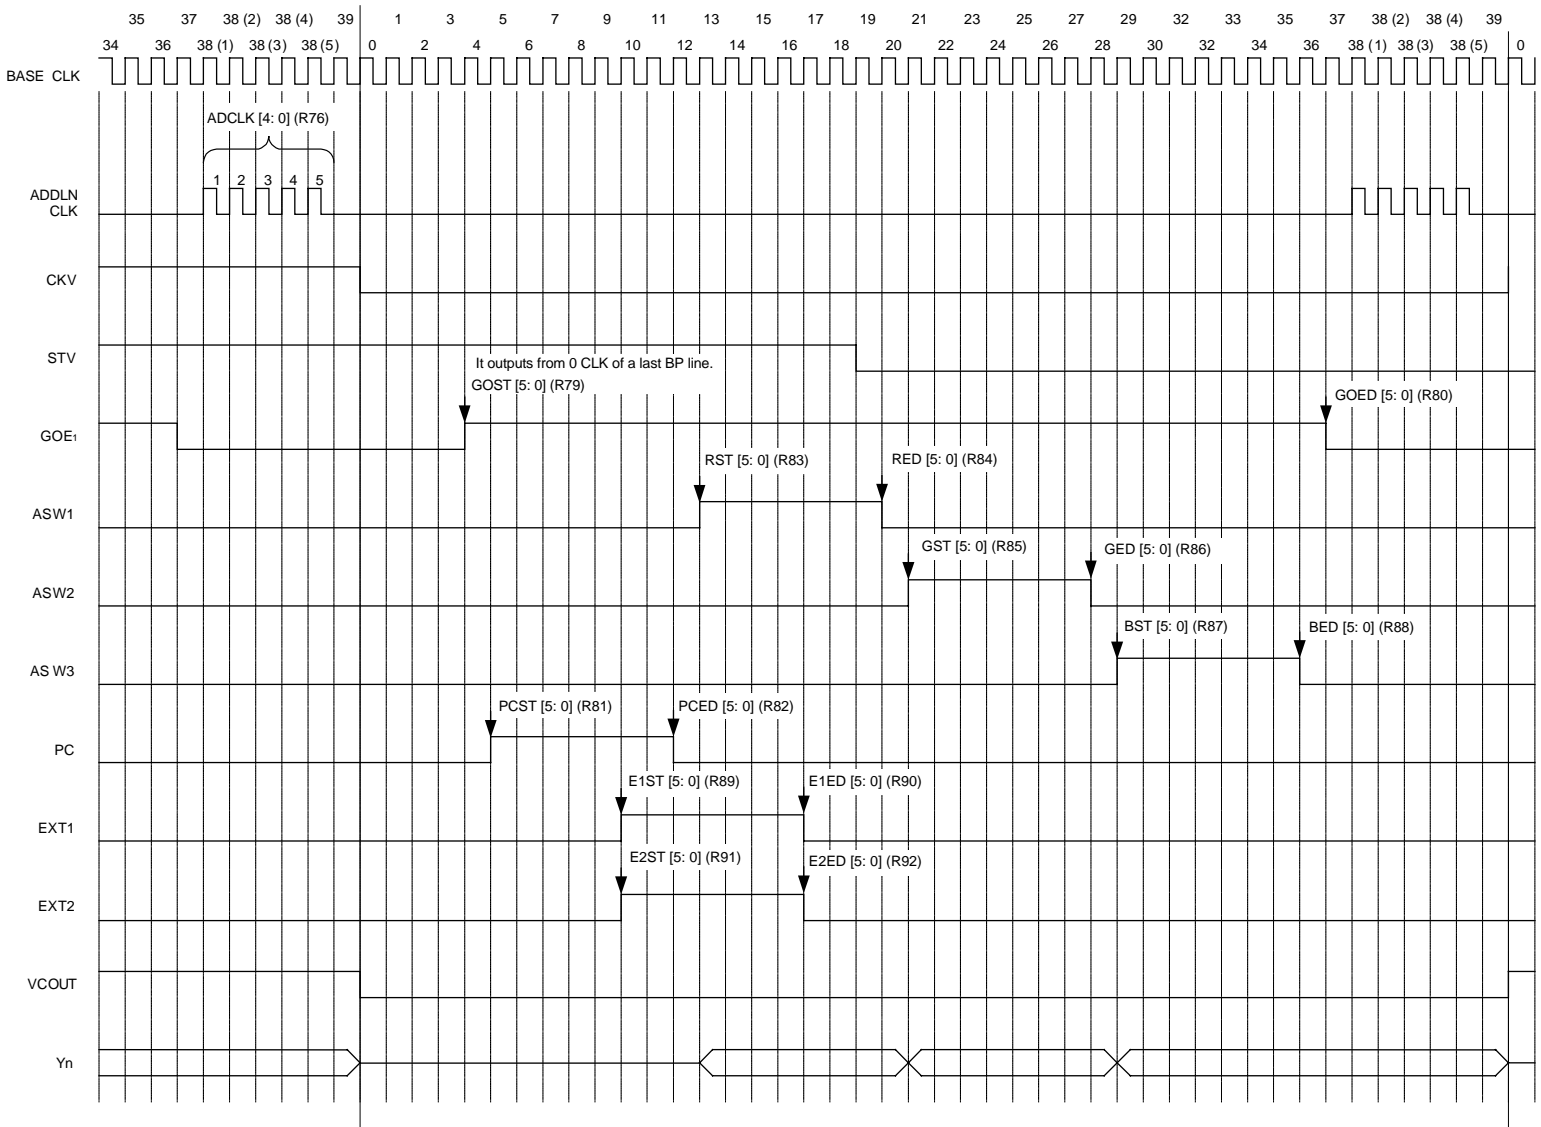 35 37 38 (2) 38 (4) 39 1 3 5 7 9 11 13 15 17 19 21 23 25 27 29 32 33 35 37 38 (2) 38 (4) 39
34 36 38 (1) 38 (3) 38 (5) 0 2 4 6 8 10 12 14 16 18 20 22 24 26 28 30 32 34 36 38 (1) 38 (3) 38 (5) 0
BASE CLK
ADCLK [4: 0] (R76)
1 2 3 4 5
ADDLN
CLK
CKV
STV
It outputs from 0 CLK of a last BP line.
GOST [5: 0] (R79)
GOED [5: 0] (R80)
GOE1
RST [5: 0] (R83)
RED [5: 0] (R84)
ASW1
GST [5: 0] (R85)
GED [5: 0] (R86)
ASW2
BST [5: 0] (R87)
BED [5: 0] (R88)
ASW3
PCST [5: 0] (R81)
PCED [5: 0] (R82)
PC
E1ST [5: 0] (R89)
E1ED [5: 0] (R90)
EXT1
E2ST [5: 0] (R91)
E2ED [5: 0] (R92)
EXT2
VCOUT
Yn